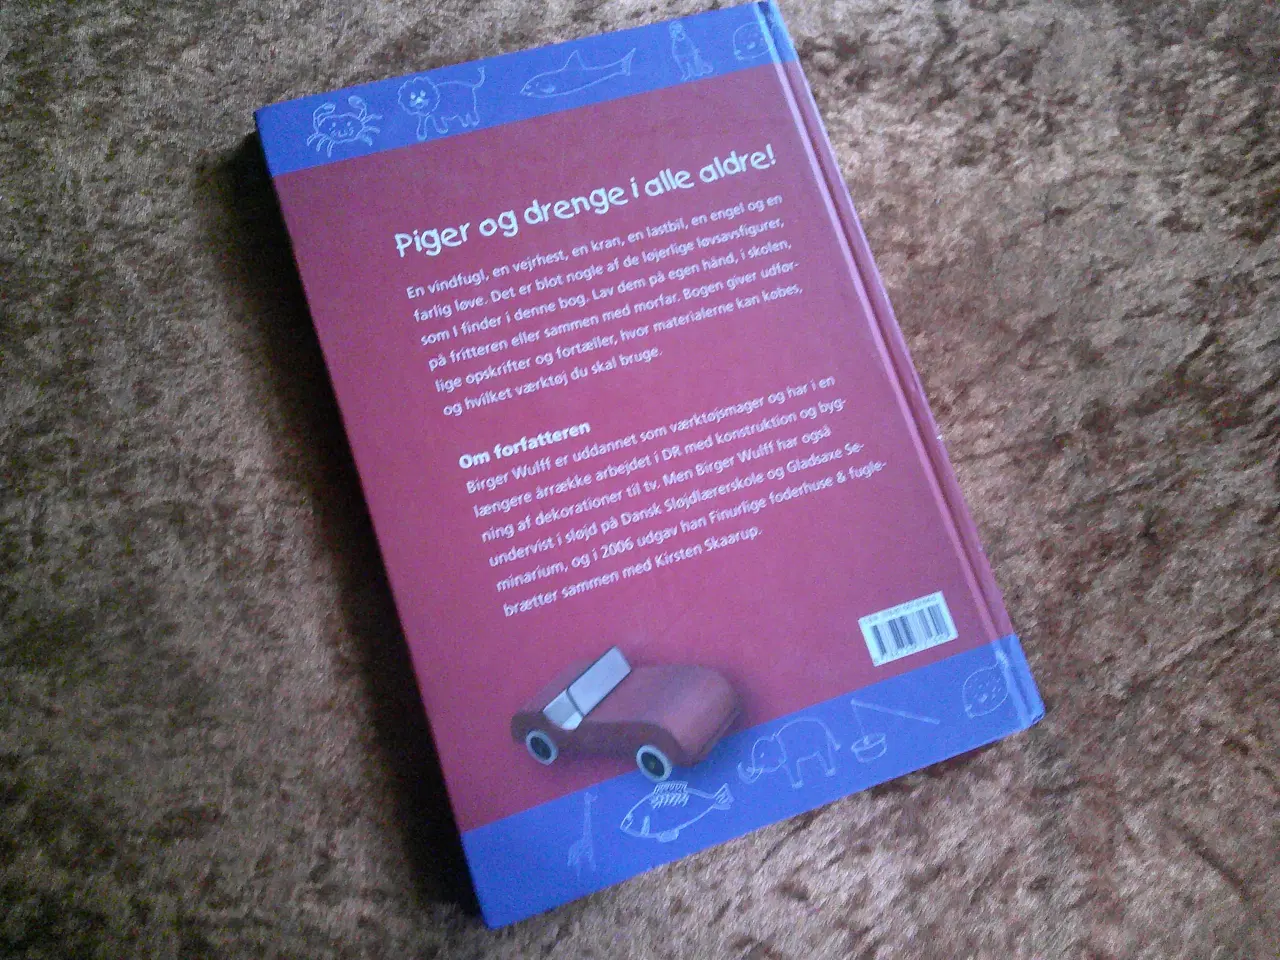 Piger og drenge i alle aldre!
En vindfugl, en vejrhest, en kran, en lastbil, en engel og en
farlig løve. Det er blot nogle af de løjerlige løvsavsfigurer,
som I finder i denne bog. Lav dem på egen hånd, i skolen,
på fritteren eller sammen med morfar. Bogen giver udfør-
lige opskrifter og fortæller, hvor materialerne kan købes,
og hvilket værktøj du skal bruge.
Om forfatteren
Birger Wulff er uddannet som værktøjsmager og har i en
længere årrække arbejdet i DR med konstruktion og byg-
ning af dekorationer til tv. Men Birger Wulff har også
undervist i sløjd på Dansk Sløjdlærerskole og Gladsaxe Se-
minarium, og i 2006 udgav han Finurlige foderhuse & fugle-
brætter sammen med Kirsten Skaarup.